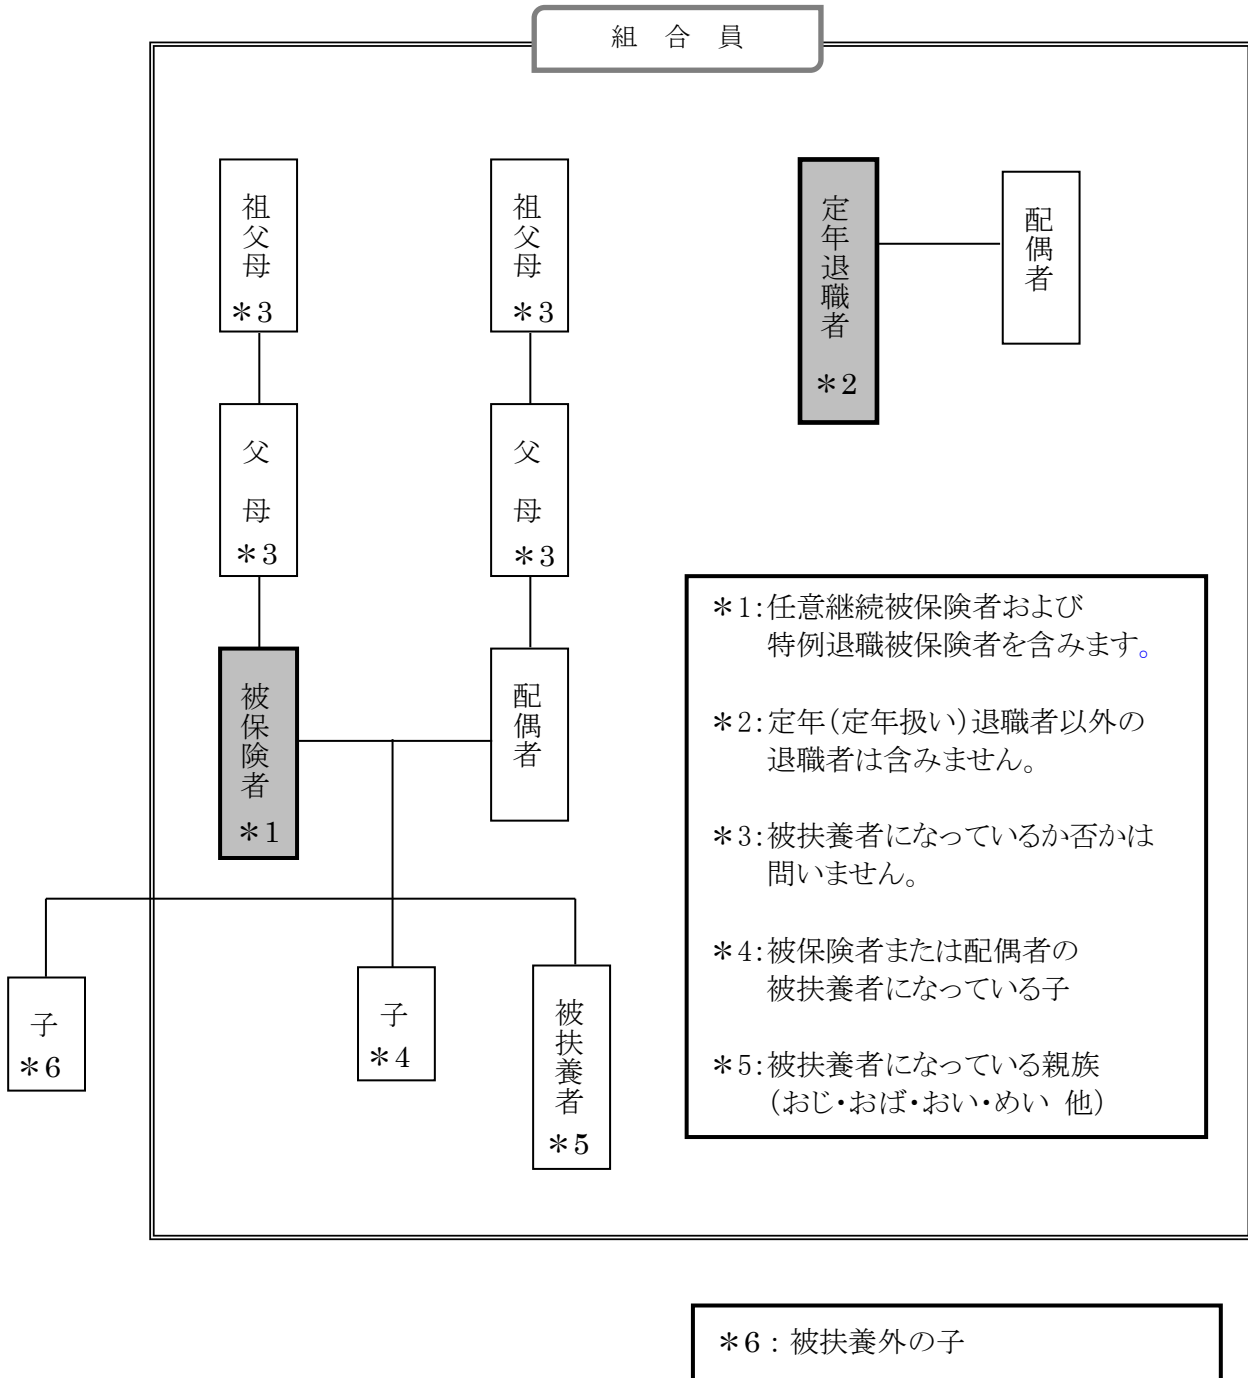 組 合 員
祖父母
*3
祖父母
*3
定年退職者
*2
配偶者
父 母
*3
父 母
*3
被保険者
*1
配偶者
子
*6
子
*4
被扶養者
*5
*1:任意継続被保険者および
特例退職被保険者を含みます。
*2:定年(定年扱い)退職者以外の
退職者は含みません。
*3:被扶養者になっているか否かは
問いません。
*4:被保険者または配偶者の
被扶養者になっている子
*5:被扶養者になっている親族
(おじ・おば・おい・めい 他)
*6:被扶養外の子